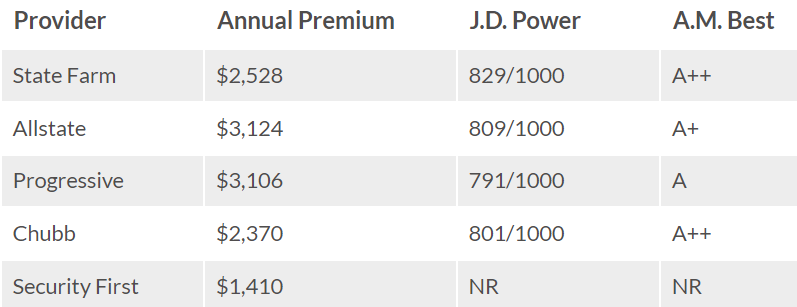 Provider Annual Premium J.D. Power A.M. Best
State Farm $2,528 829/1000 A++
Allstate $3,124 809/1000 A+
Progressive $3,106 791/1000 A
Chubb $2,370 801/1000 A++
Security First $1,410 NR NR